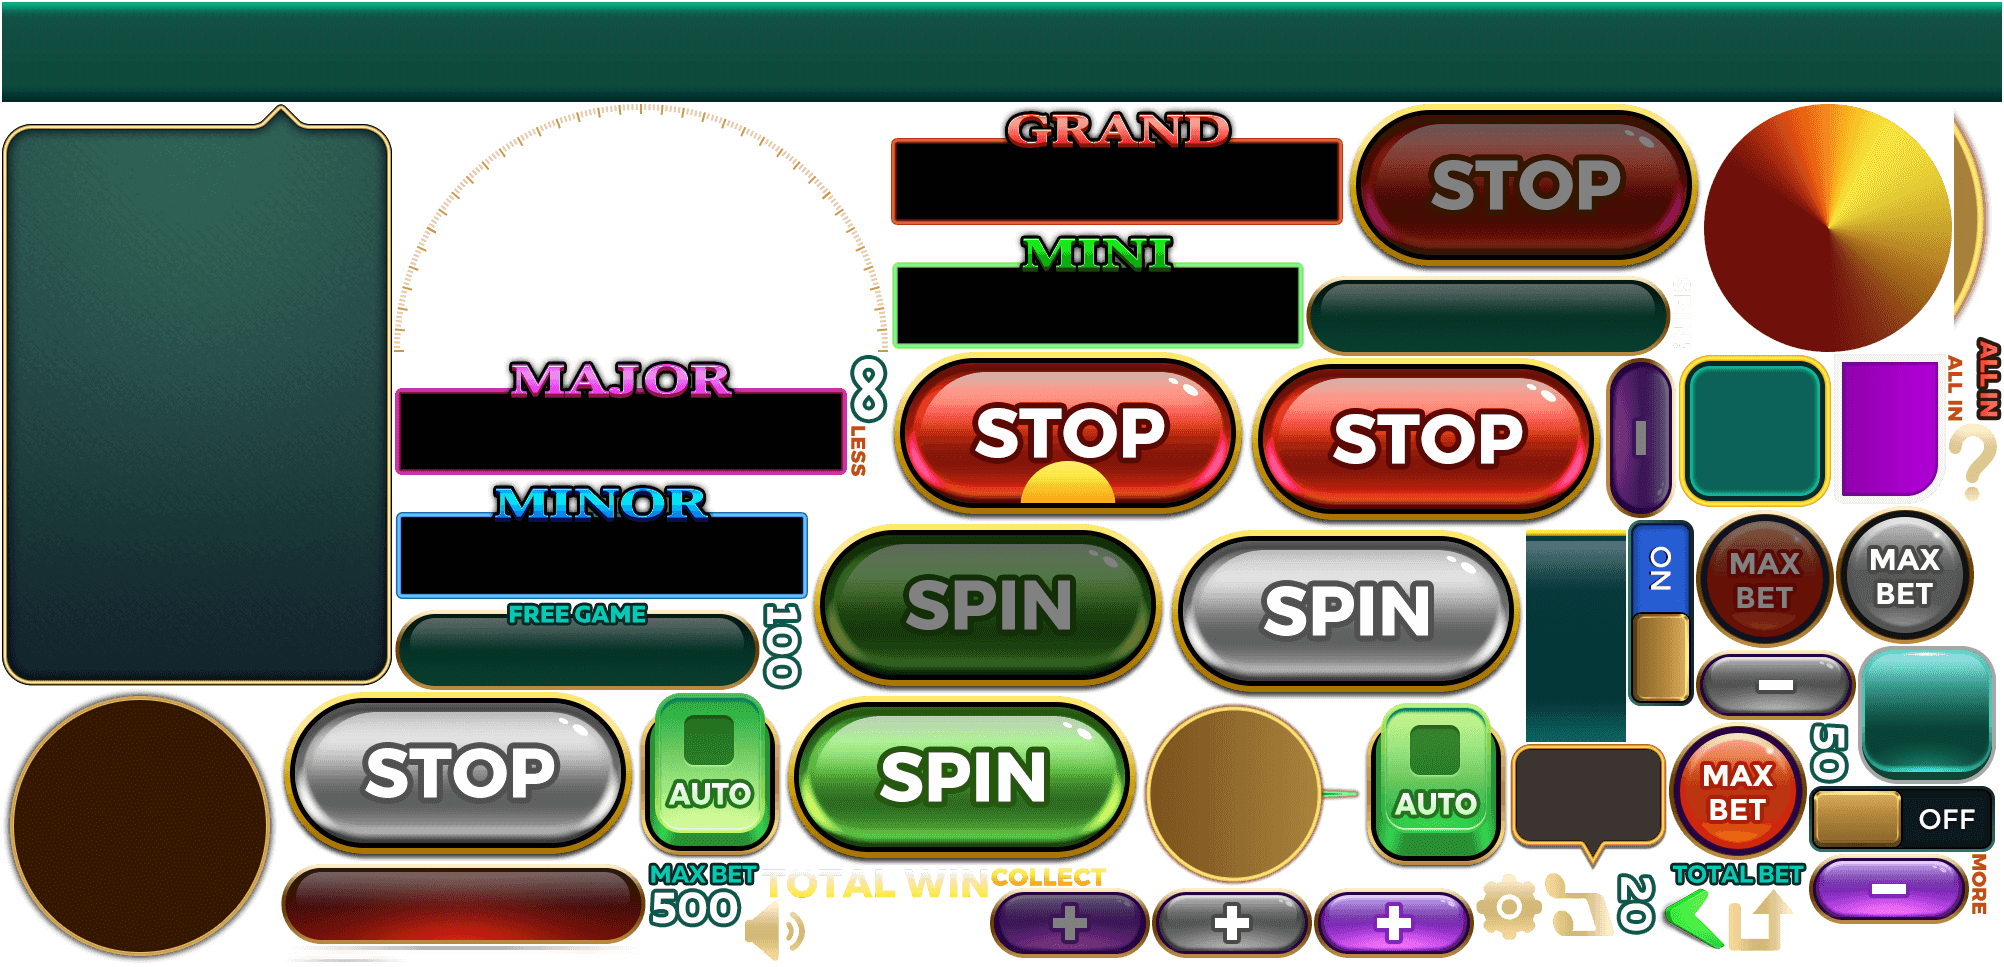 GRAND
STOP
MINI
MAJOR
LESS
8
STOP
STOP
-
ALL IN
ALL IN
?
MINOR
FREE GAME
100
SPIN
SPIN
ON
MAX
BET
MAX
BET
-
STOP
AUTO
SPIN
AUTO
MAX
BET
50
OFF
MAX BET
500
TOTAL WIN
COLLECT
+
+
+
20
TOTAL BET
-
MORE